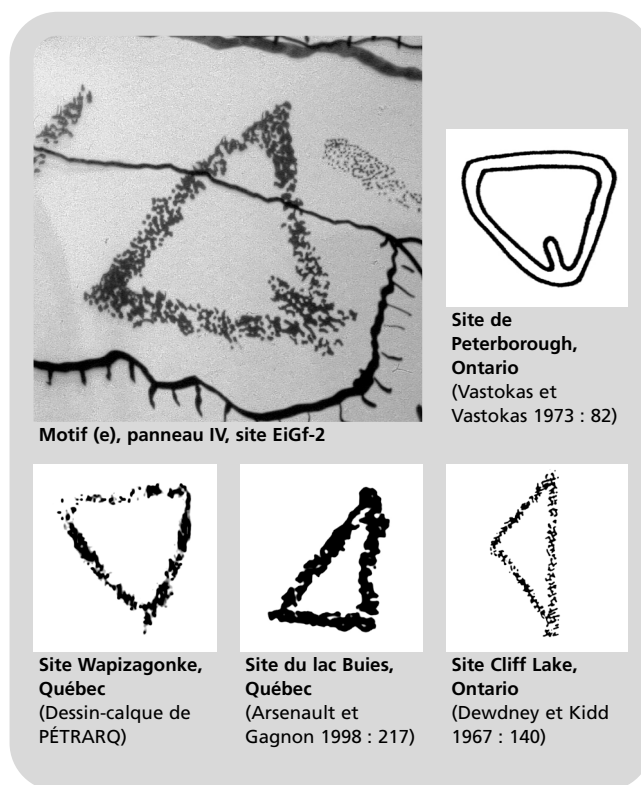 Motif (e), panneau IV, site EiGf-2
Site de
Peterborough,
Ontario
(Vastokas et
Vastokas 1973 : 82)
Site Wapizagonke,
Québec
(Dessin-calque de
PÉTRARQ)
Site du lac Buies,
Québec
(Arsenault et
Gagnon 1998 : 217)
Site Cliff Lake,
Ontario
(Dewdney et Kidd
1967 : 140)